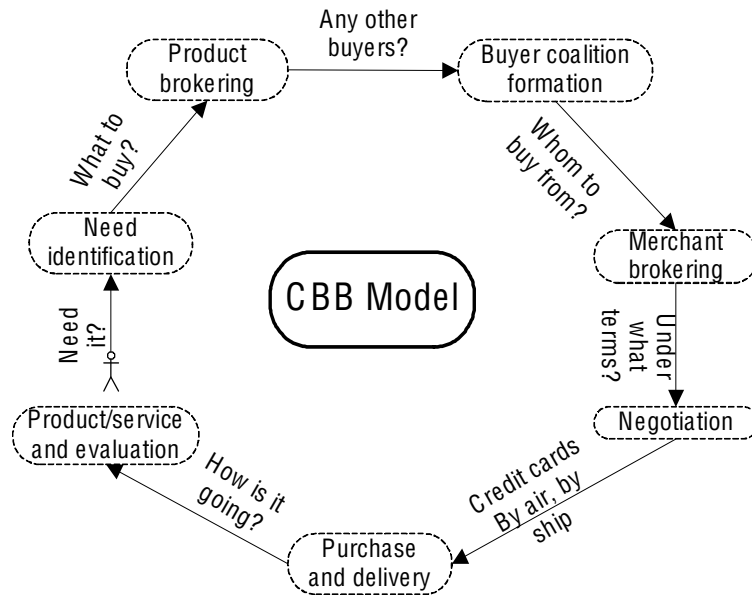 Product
brokering
Any other
buyers?
Buyer coalition
formation
What to
buy?
Whom to
buy from?
Need
identification
Merchant
brokering
CBB Model
Need
it?
Under
what
terms?
Product/service
and evaluation
Negotiation
How is it
going?
Credit cards
By air, by
ship
Purchase
and delivery